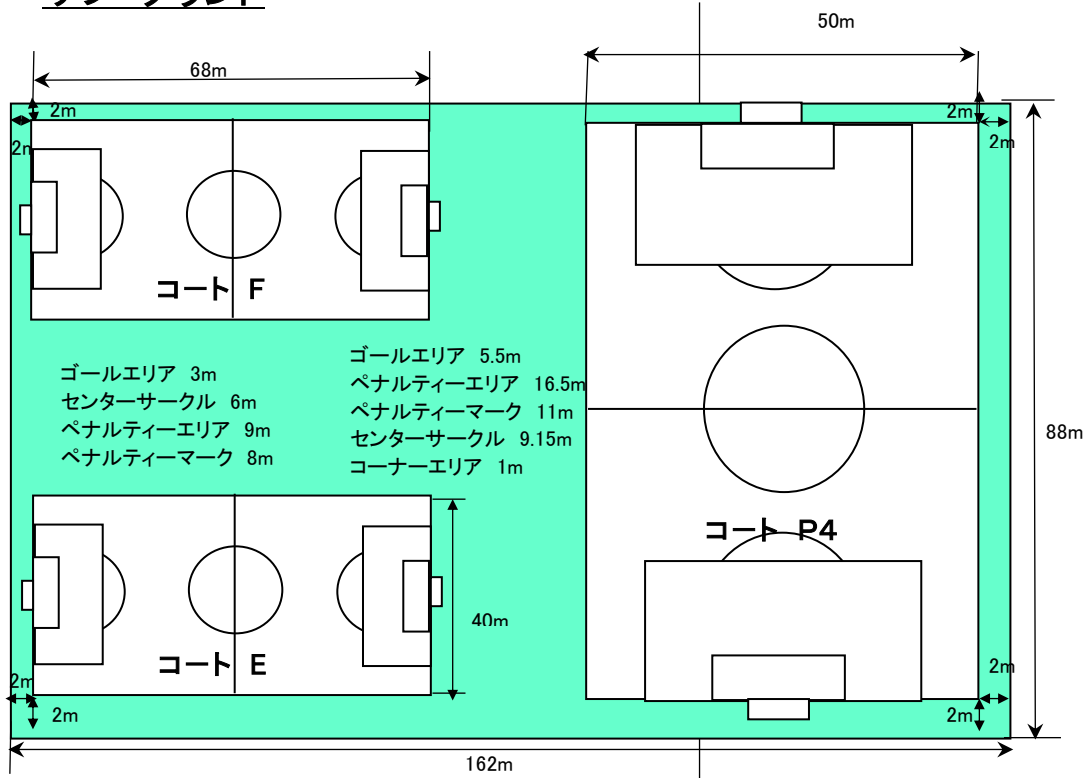 50m
68m
2m
2m
2m
コート F
ゴールエリア 3m
センターサークル 6m
ペナルティーエリア 9m
ペナルティーマーク 8m
ゴールエリア 5.5m
ペナルティーエリア 16.5m
ペナルティーマーク 11m
センターサークル 9.15m
コーナーエリア 1m
88m
コート P4
40m
コート E
2m
2m
2m
2m
162m